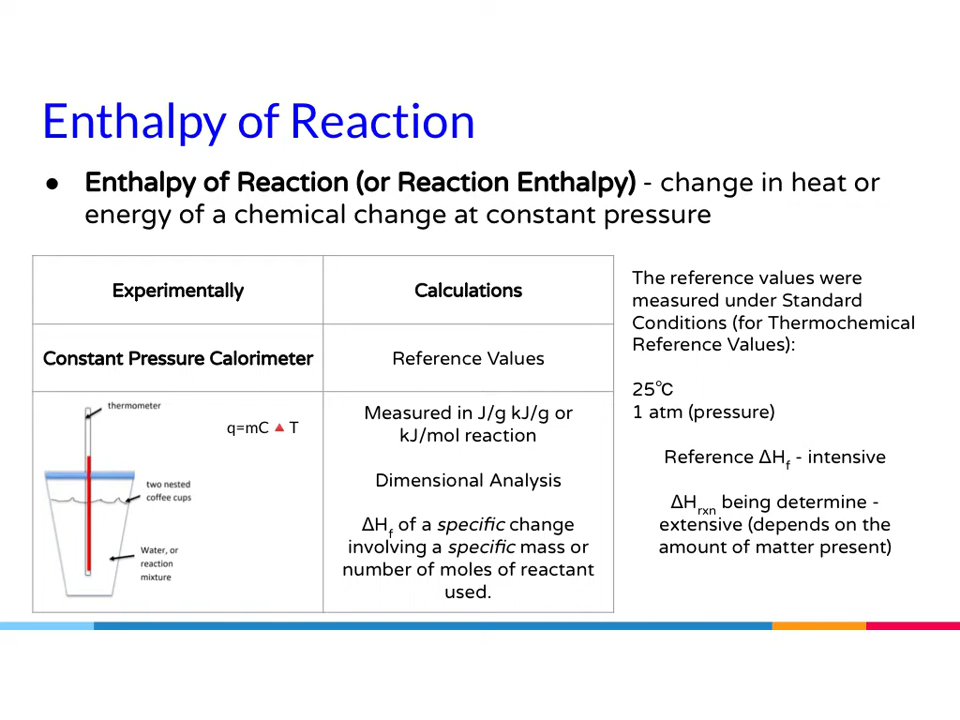 Enthalpy of Reaction
● Enthalpy of Reaction (or Reaction Enthalpy) - change in heat or
energy of a chemical change at constant pressure
Experimentally
Calculations
Constant Pressure Calorimeter
Reference Values
thermometer
q=mC🔺T
two nested
coffee cups
Water, or
reaction
mixture
Measured in J/g kJ/g or
kJ/mol reaction
Dimensional Analysis
ΔHf of a specific change
involving a specific mass or
number of moles of reactant
used.
The reference values were
measured under Standard
Conditions (for Thermochemical
Reference Values):
25℃
1 atm (pressure)
Reference ΔHf - intensive
ΔHrxn being determine -
extensive (depends on the
amount of matter present)